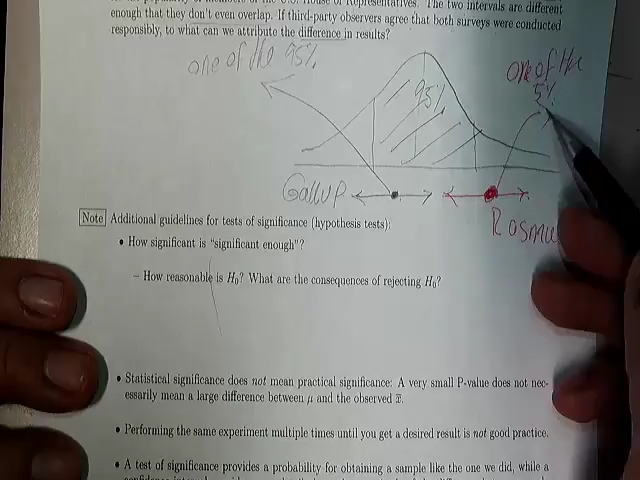 enough that they don't even overlap. If third-party observers agree that both surveys were conducted
responsibly, to what can we attribute the difference in results?
one of the 95%
one of the
5%
95%
Gallup
Rasmu
Note Additional guidelines for tests of significance (hypothesis tests):
• How significant is "significant enough"?
– How reasonable is H₀? What are the consequences of rejecting H₀?
• Statistical significance does not mean practical significance: A very small P-value does not nec-
essarily mean a large difference between μ and the observed x̅.
• Performing the same experiment multiple times until you get a desired result is not good practice.
• A test of significance provides a probability for obtaining a sample like the one we did, while a